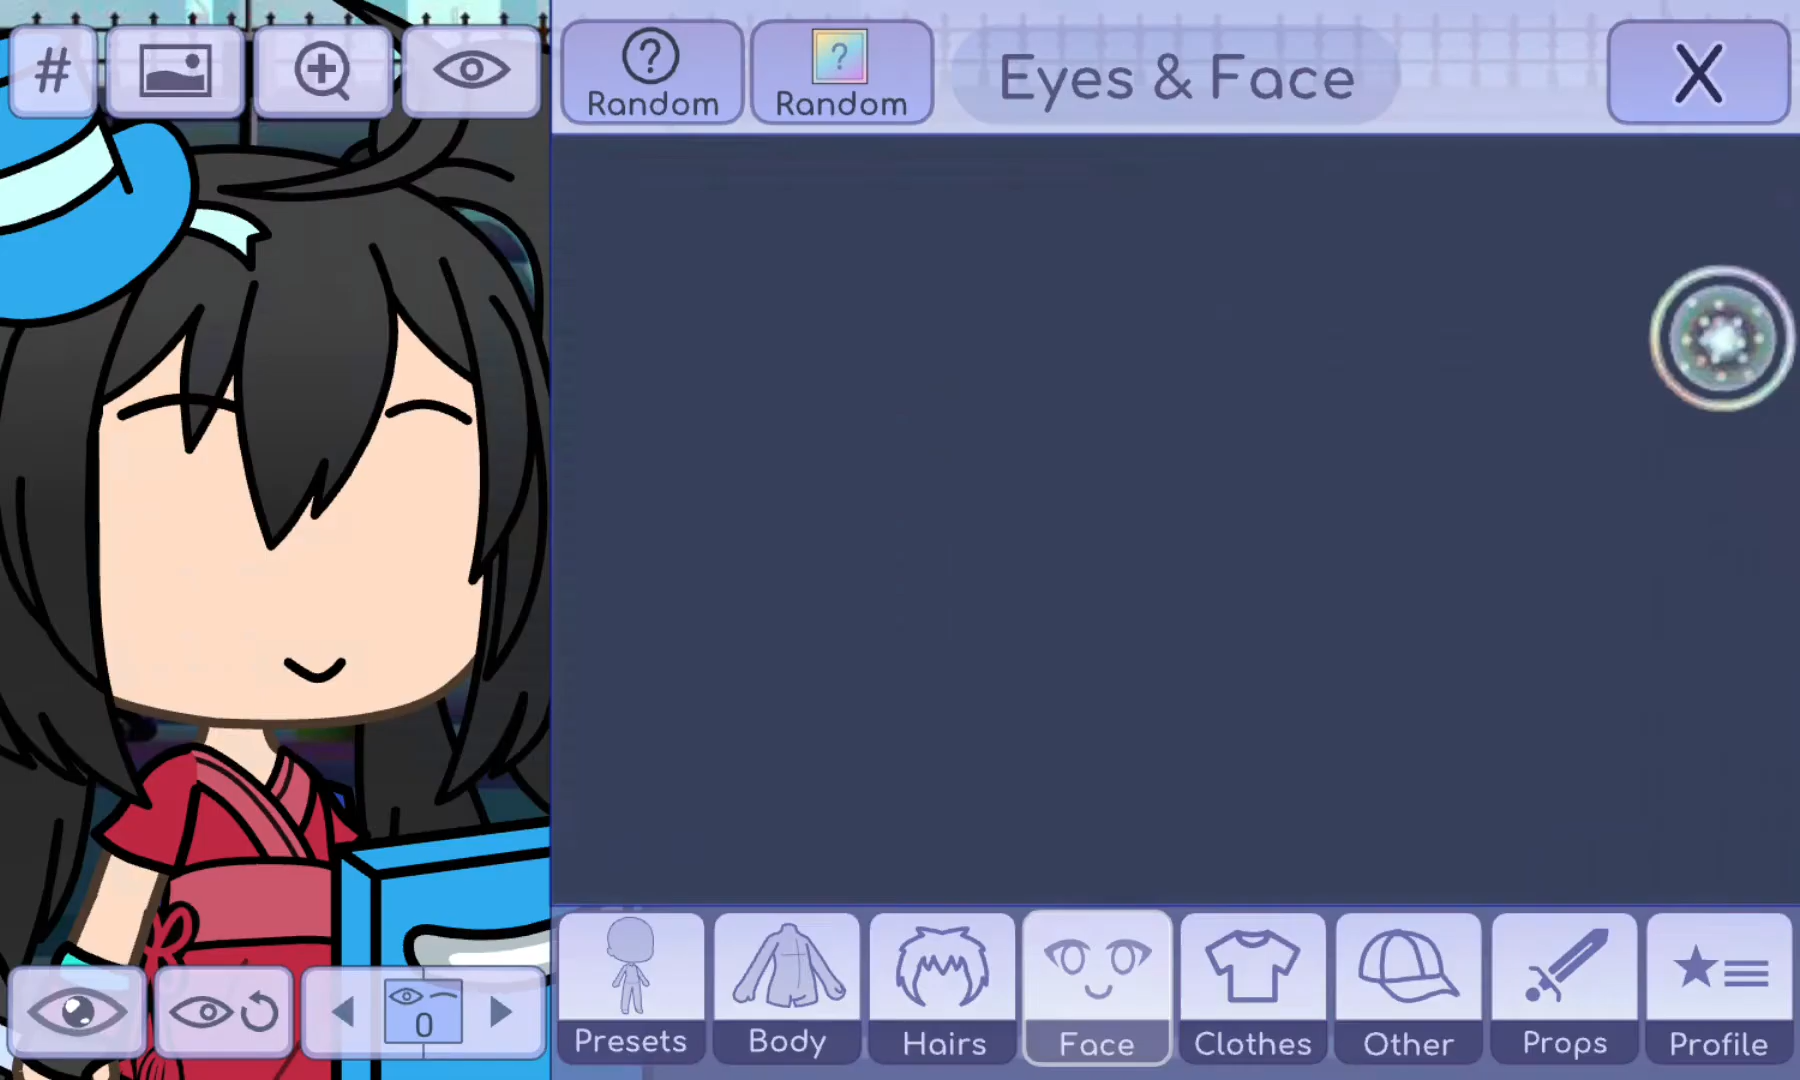 #
?
Random
?
Random
Eyes & Face
X
0
Presets
Body
Hairs
Face
Clothes
Other
Props
Profile